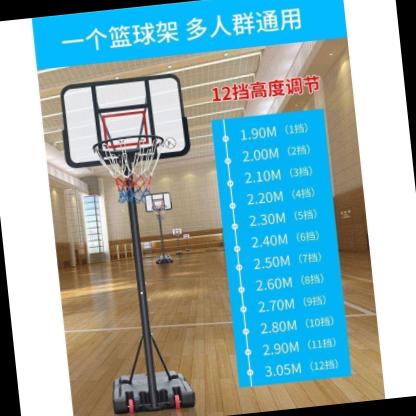 一个篮球架 多人群通用
12挡高度调节
1.90M（1挡）
2.00M（2挡）
2.10M（3挡）
2.20M（4挡）
2.30M（5挡）
2.40M（6挡）
2.50M（7挡）
2.60M（8挡）
2.70M（9挡）
2.80M（10挡）
2.90M（11挡）
3.05M（12挡）